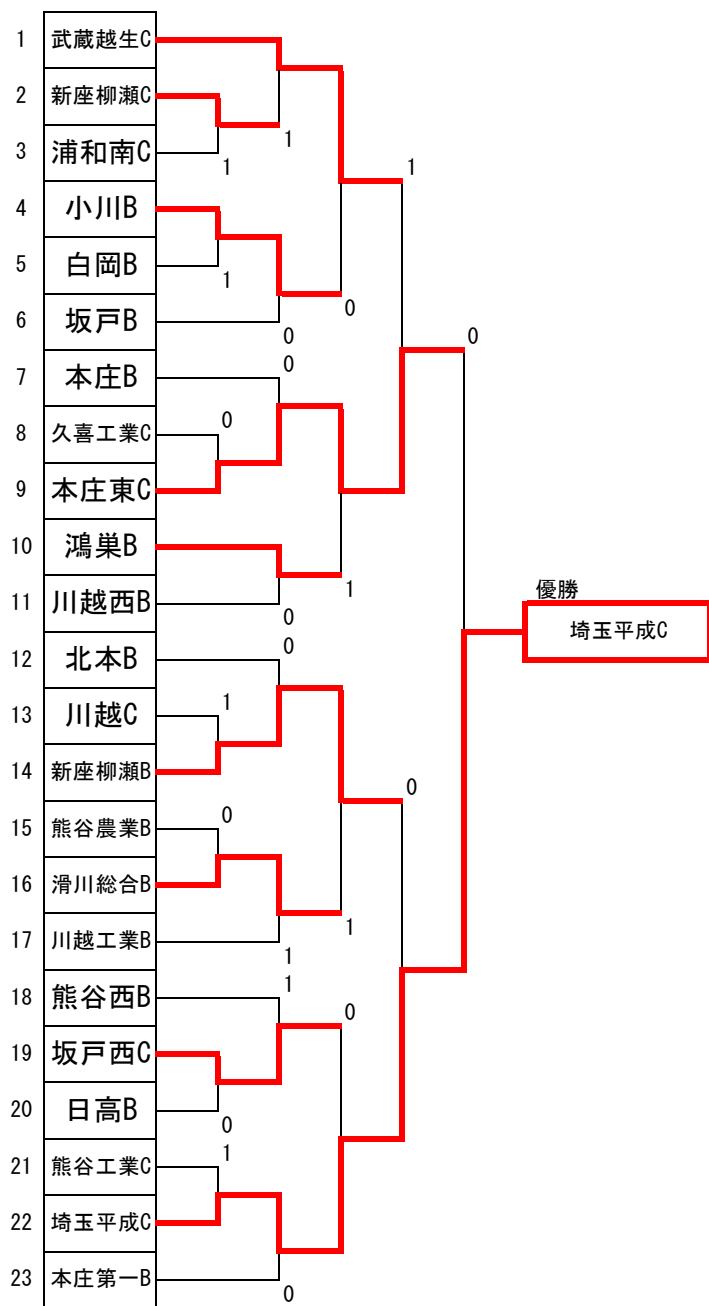 1 武蔵越生C
2 新座柳瀬C
1
3 浦和南C
1
1
4 小川B
5 白岡B
1
0
6 坂戸B
0
0
7 本庄B
0
8 久喜工業C
0
9 本庄東C
10 鴻巣B
1
11 川越西B
0
優勝
埼玉平成C
0
12 北本B
1
13 川越C
14 新座柳瀬B
0
0
15 熊谷農業B
16 滑川総合B
1
17 川越工業B
1
1
18 熊谷西B
0
19 坂戸西C
20 日高B
0
1
21 熊谷工業C
22 埼玉平成C
23 本庄第一B
0